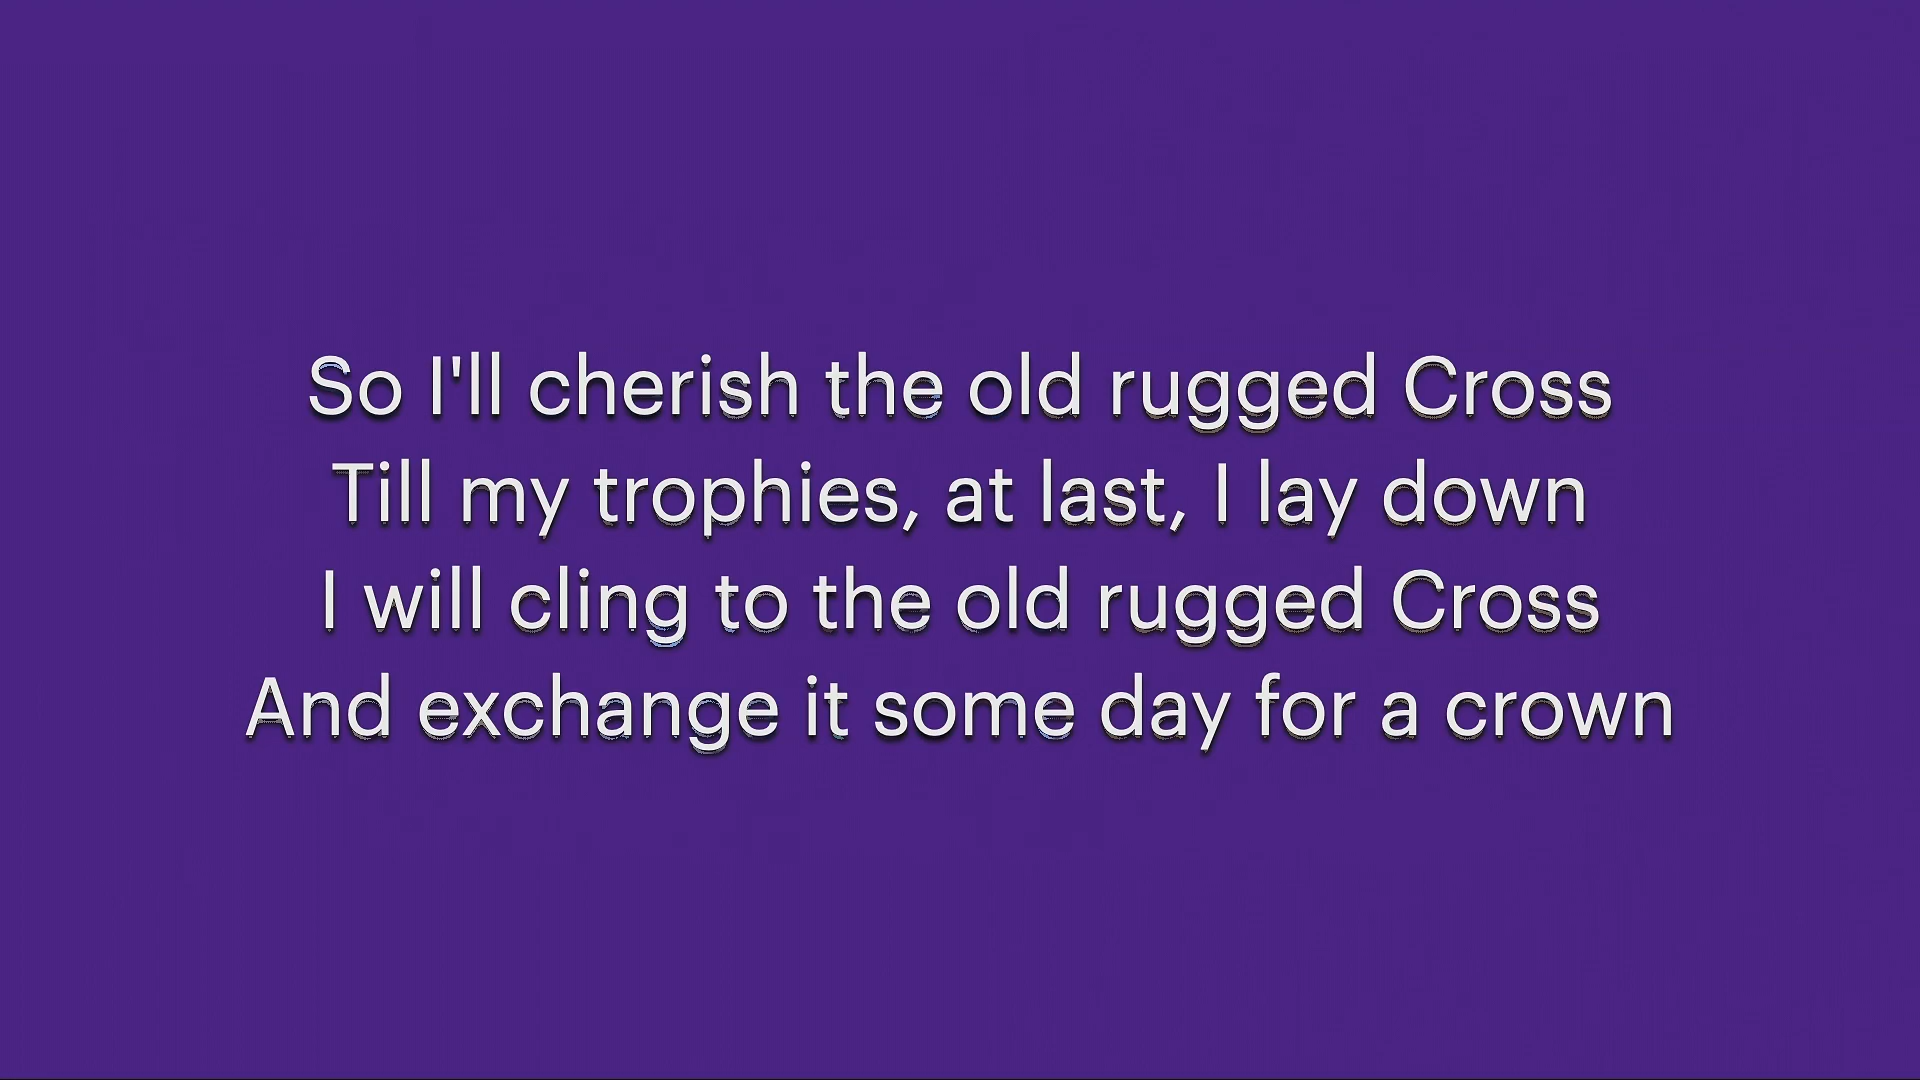 So I'll cherish the old rugged Cross
Till my trophies, at last, I lay down
I will cling to the old rugged Cross
And exchange it some day for a crown